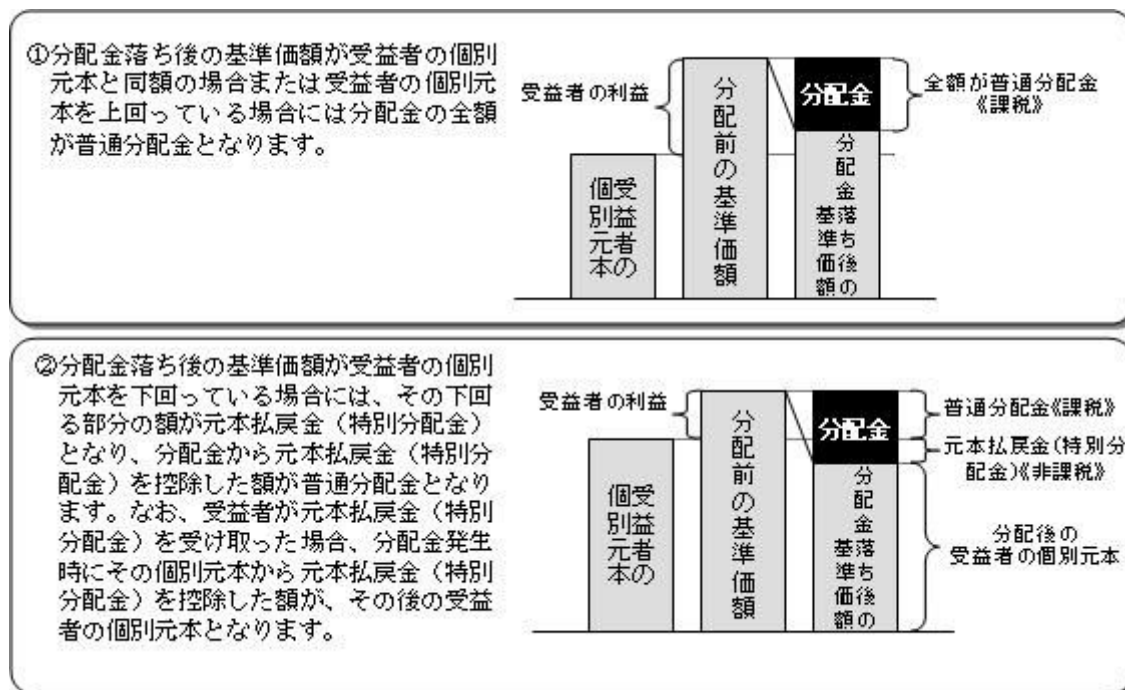 ①分配金落ち後の基準価額が受益者の個別
元本と同額の場合または受益者の個別元
本を上回っている場合には分配金の全額
が普通分配金となります。
受益者の利益
受益者の
個別元本
分配前の基準価額
分配金
分配金落ち後の
基準価額
全額が普通分配金
《課税》
②分配金落ち後の基準価額が受益者の個別
元本を下回っている場合には、その下回
る部分の額が元本払戻金（特別分配金）
となり、分配金から元本払戻金（特別分
配金）を控除した額が普通分配金となり
ます。なお、受益者が元本払戻金（特別
分配金）を受け取った場合、分配金発生
時にその個別元本から元本払戻金（特別
分配金）を控除した額が、その後の受益
者の個別元本となります。
受益者の利益
受益者の
個別元本
分配前の基準価額
分配金
分配金落ち後の
基準価額
普通分配金《課税》
元本払戻金(特別分
配金)《非課税》
分配後の
受益者の個別元本